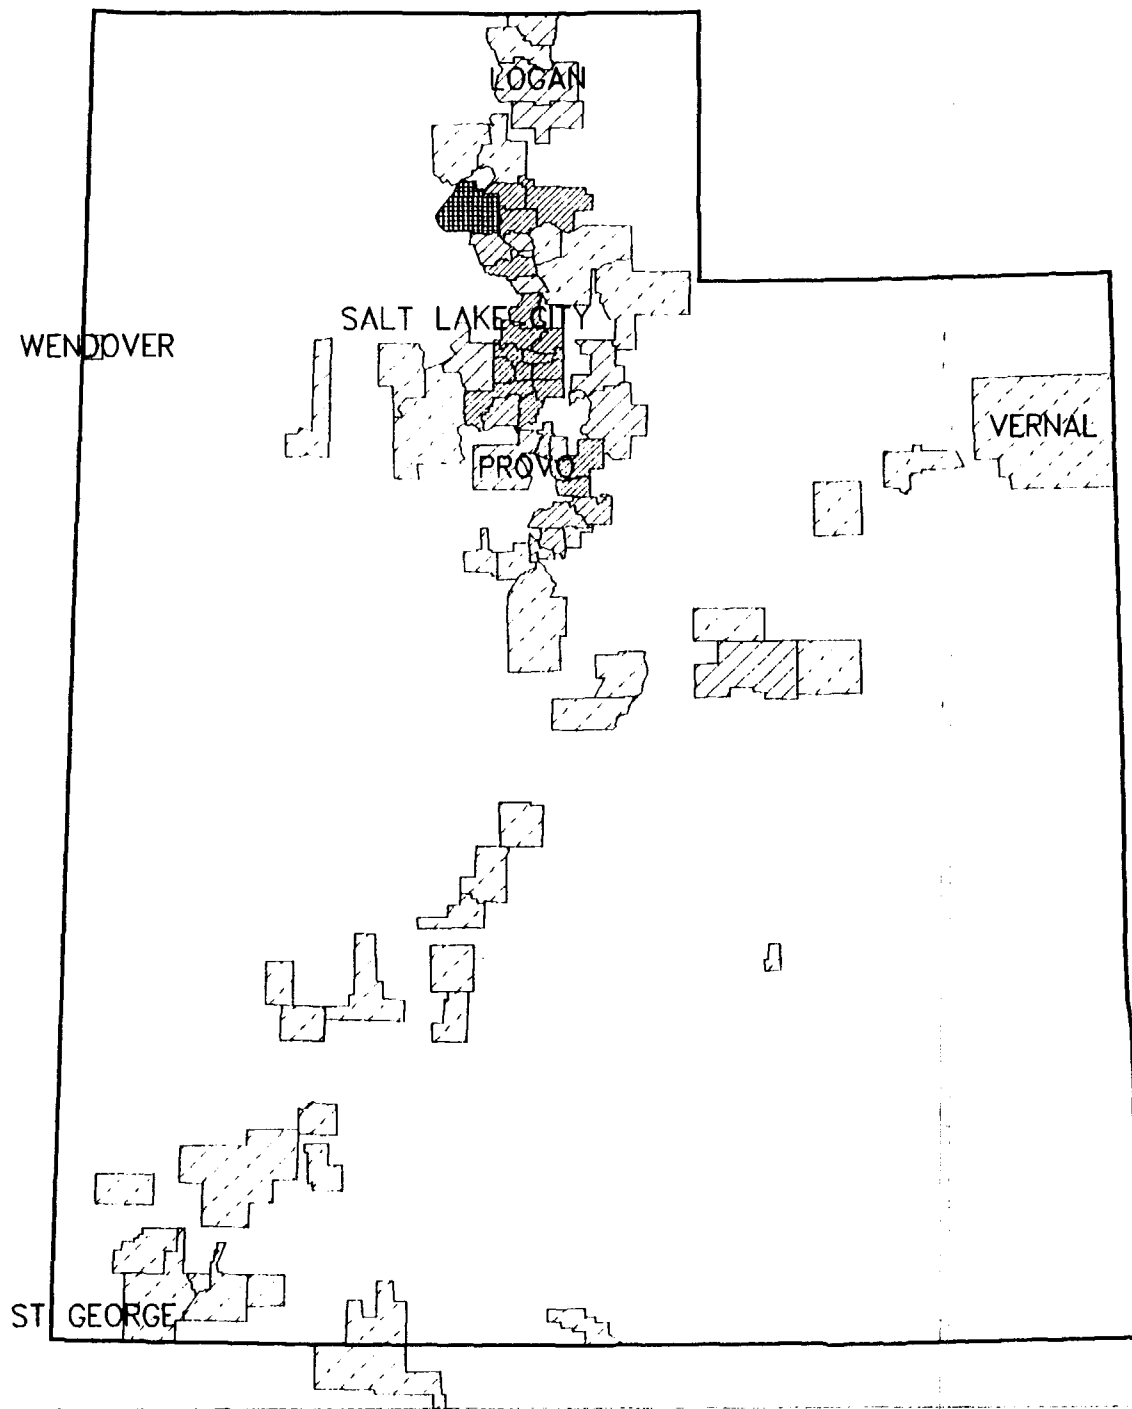 LOGAN
SALT LAKE CITY
WENDOVER
VERNAL
PROVO
ST GEORGE